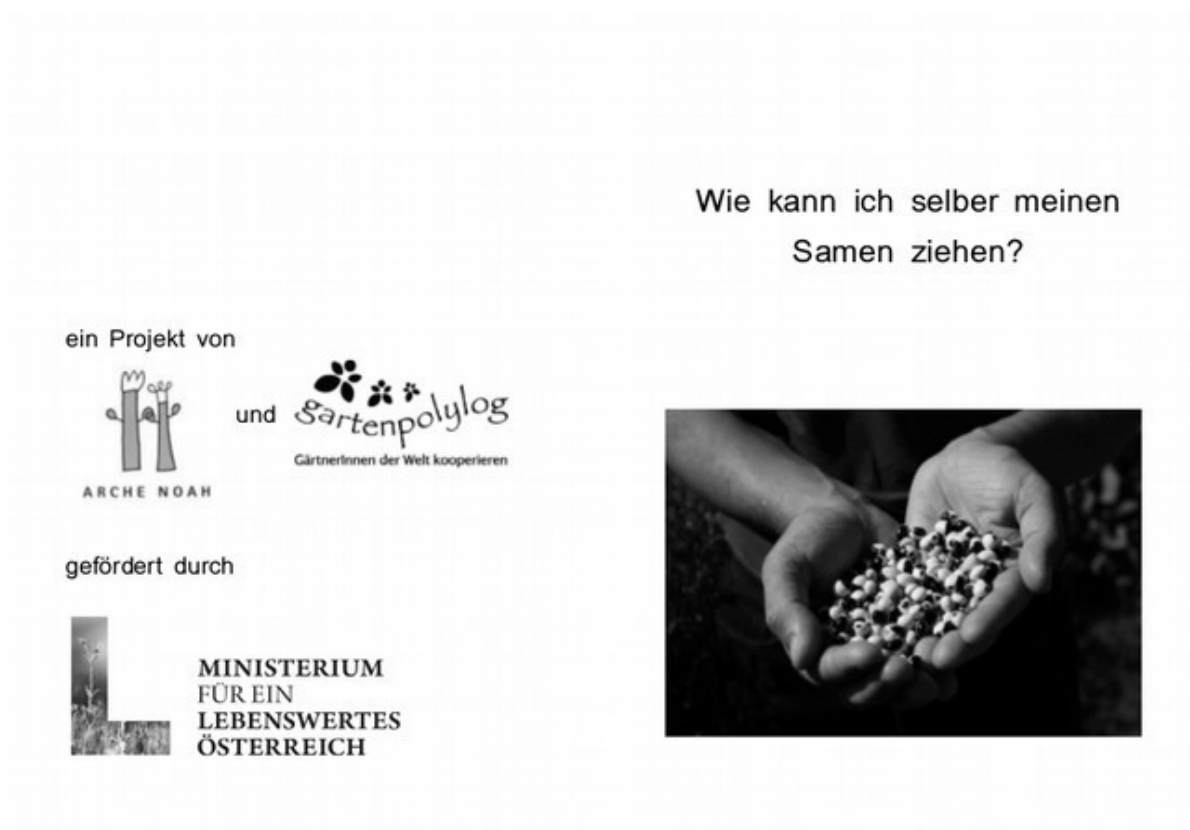 ein Projekt von
ARCHE NOAH
und
gartenpolylog
GärtnerInnen der Welt kooperieren
gefördert durch
MINISTERIUM
FÜR EIN
LEBENSWERTES
ÖSTERREICH
Wie kann ich selber meinen
Samen ziehen?